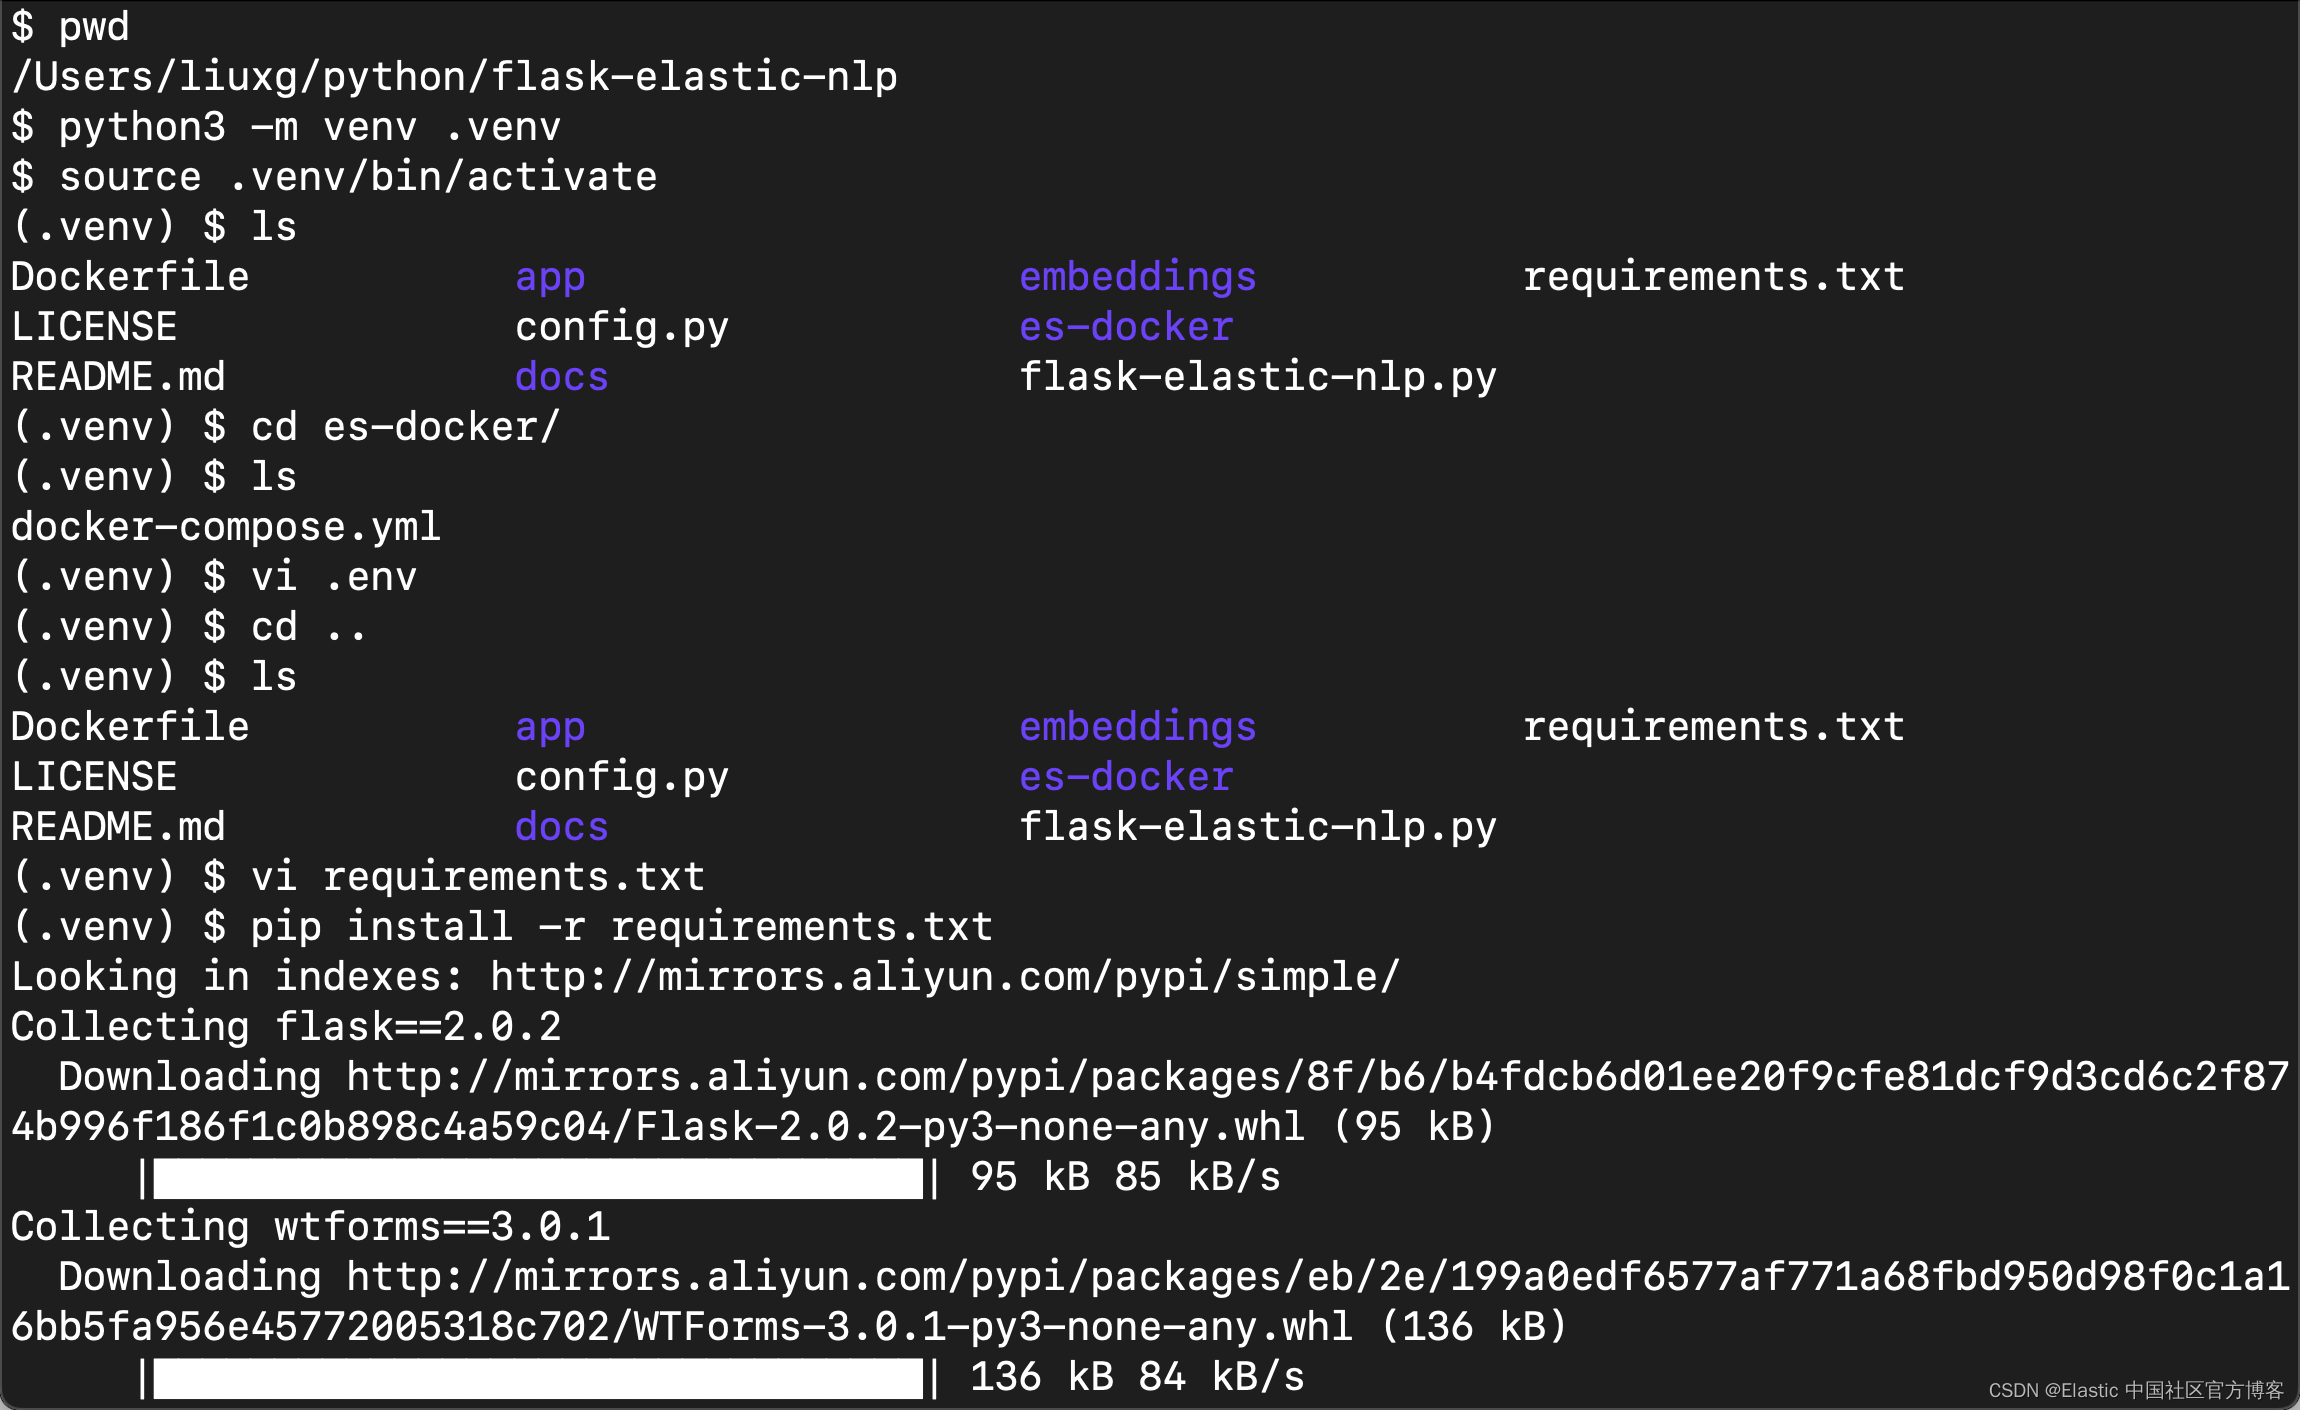 $ pwd
/Users/liuxg/python/flask-elastic-nlp
$ python3 -m venv .venv
$ source .venv/bin/activate
(.venv) $ ls
Dockerfile app embeddings requirements.txt
LICENSE config.py es-docker
README.md docs flask-elastic-nlp.py
(.venv) $ cd es-docker/
(.venv) $ ls
docker-compose.yml
(.venv) $ vi .env
(.venv) $ cd ..
(.venv) $ ls
Dockerfile app embeddings requirements.txt
LICENSE config.py es-docker
README.md docs flask-elastic-nlp.py
(.venv) $ vi requirements.txt
(.venv) $ pip install -r requirements.txt
Looking in indexes: http://mirrors.aliyun.com/pypi/simple/
Collecting flask==2.0.2
Downloading http://mirrors.aliyun.com/pypi/packages/8f/b6/b4fdcb6d01ee20f9cfe81dcf9d3cd6c2f87
4b996f186f1c0b898c4a59c04/Flask-2.0.2-py3-none-any.whl (95 kB)
|████████████████████████████████| 95 kB 85 kB/s
Collecting wtforms==3.0.1
Downloading http://mirrors.aliyun.com/pypi/packages/eb/2e/199a0edf6577af771a68fbd950d98f0c1a1
6bb5fa956e45772005318c702/WTForms-3.0.1-py3-none-any.whl (136 kB)
|████████████████████████████████| 136 kB 84 kB/s
CSDN @Elastic 中国社区官方博客